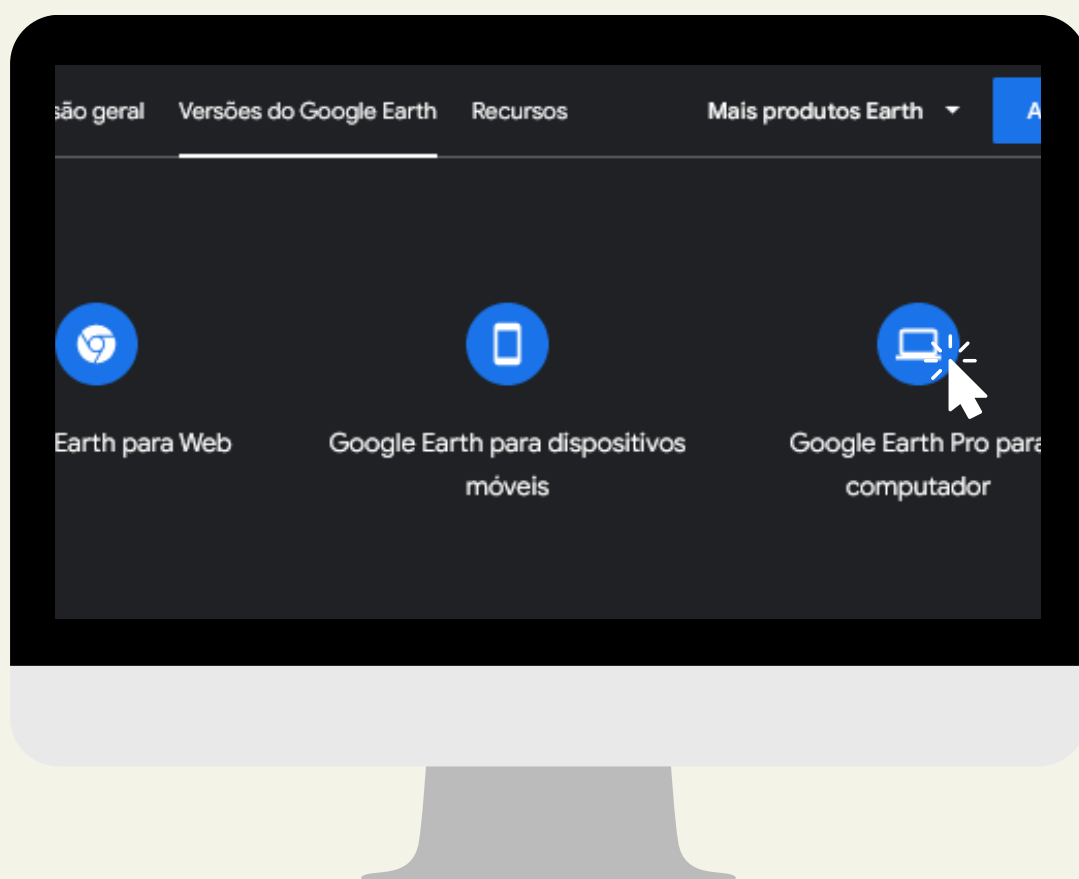 são geral Versões do Google Earth Recursos Mais produtos Earth A
Earth para Web
Google Earth para dispositivos
móveis
Google Earth Pro para
computador